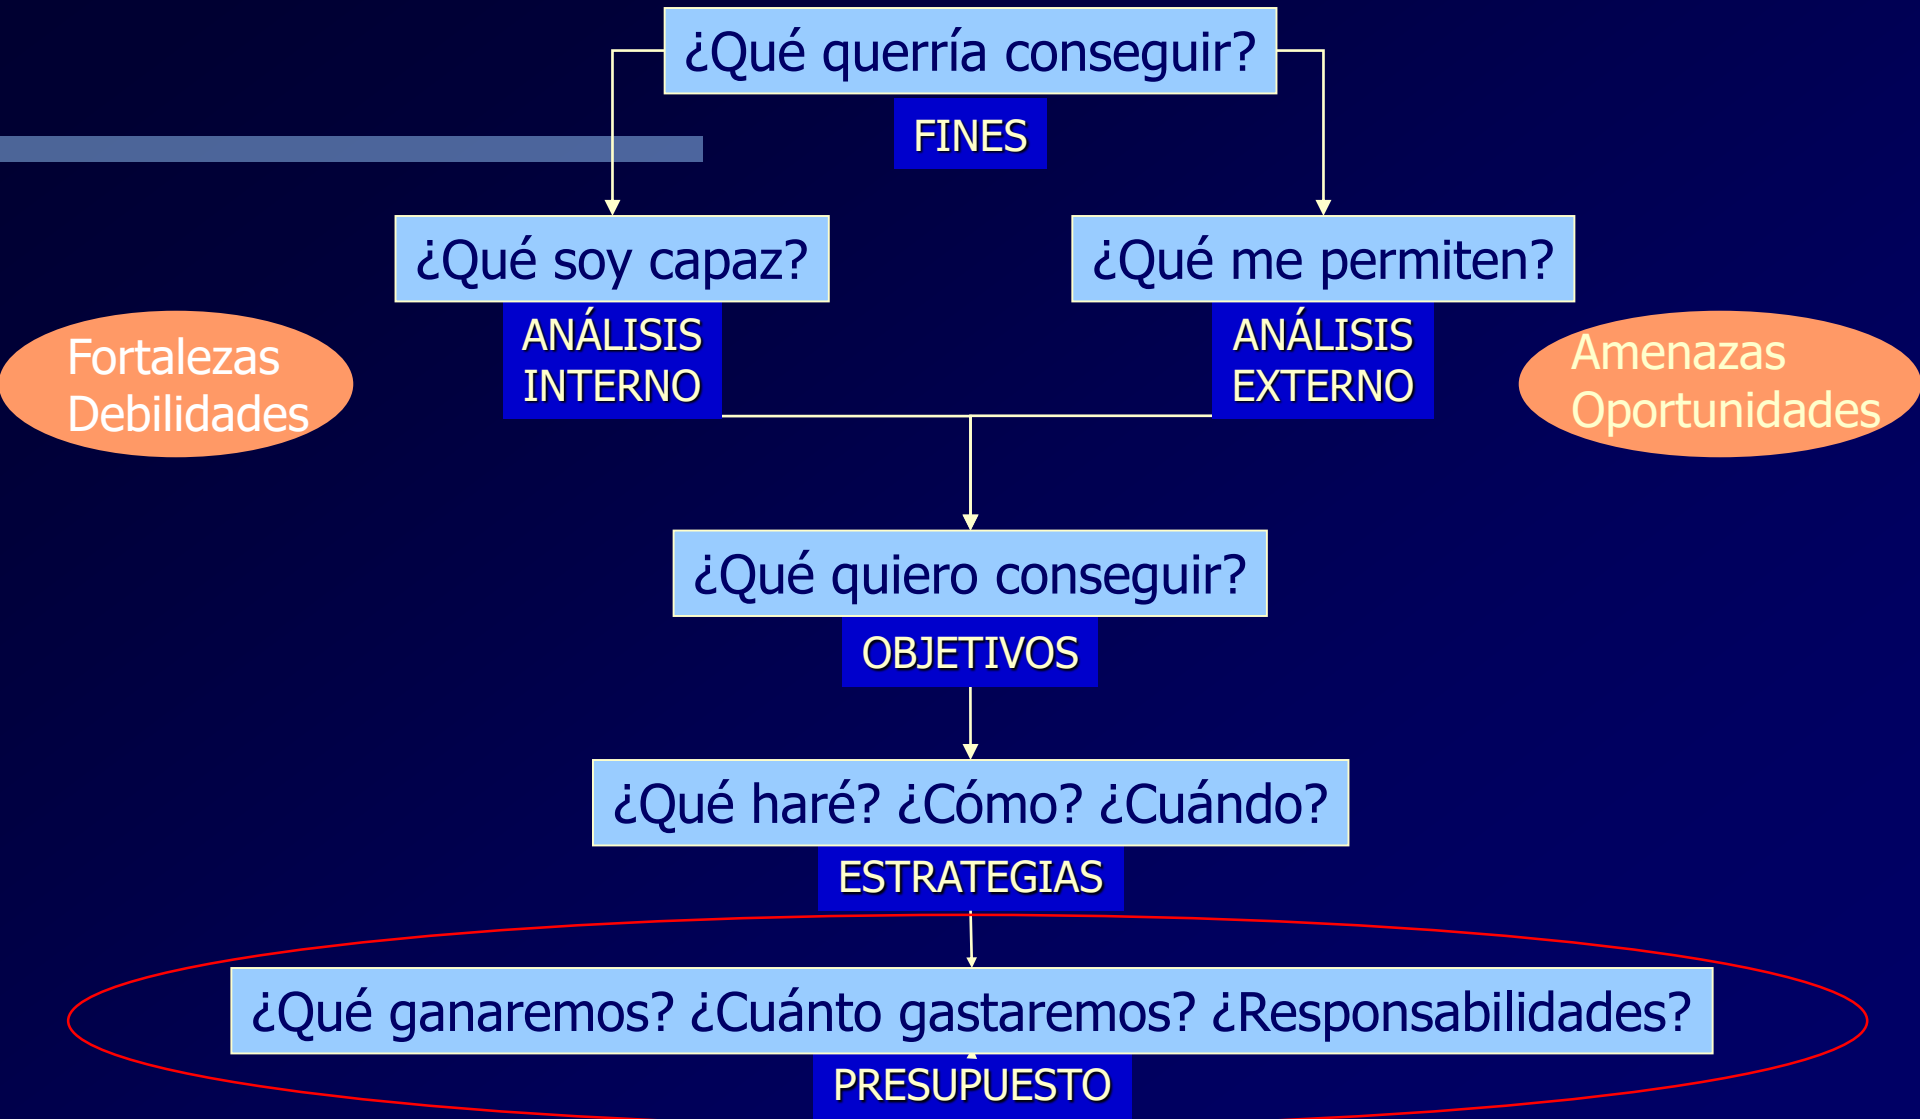 ¿Qué querría conseguir?
FINES
¿Qué soy capaz?
¿Qué me permiten?
ANÁLISIS
INTERNO
ANÁLISIS
EXTERNO
Fortalezas
Debilidades
Amenazas
Oportunidades
¿Qué quiero conseguir?
OBJETIVOS
¿Qué haré? ¿Cómo? ¿Cuándo?
ESTRATEGIAS
¿Qué ganaremos? ¿Cuánto gastaremos? ¿Responsabilidades?
PRESUPUESTO